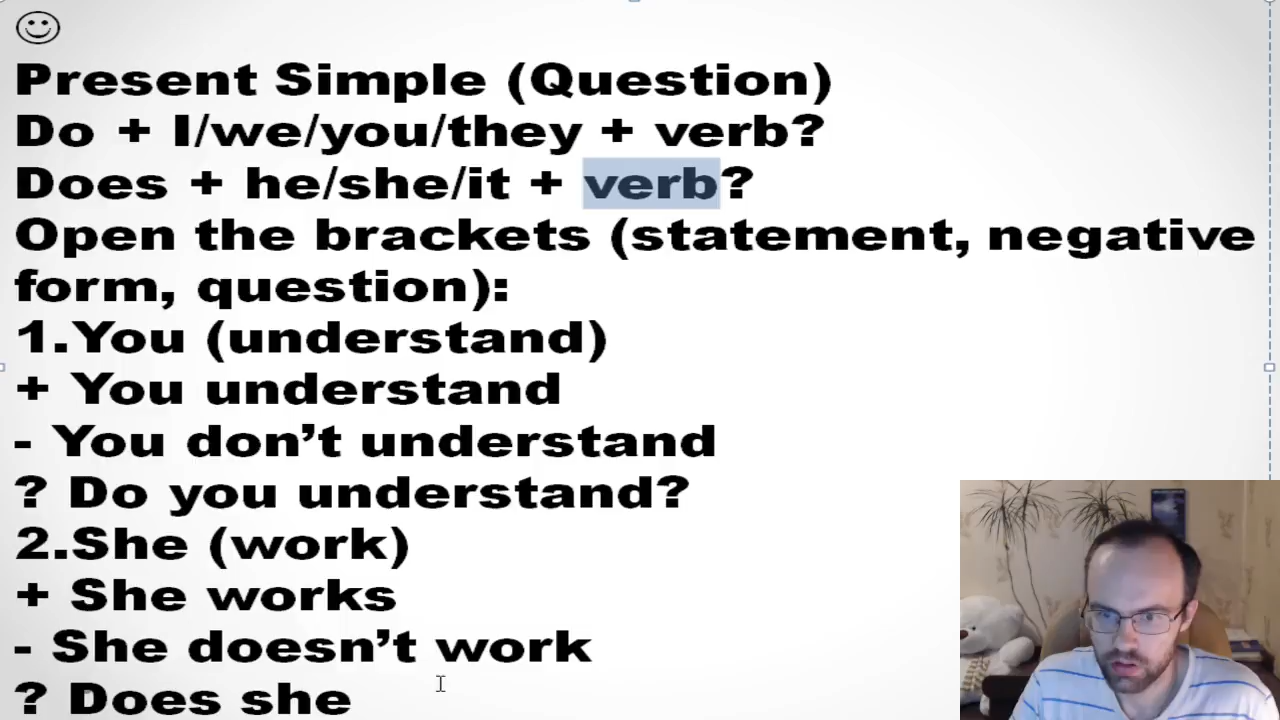 Present Simple (Question)
Do + I/we/you/they + verb?
Does + he/she/it + verb?
Open the brackets (statement, negative
form, question):
1.You (understand)
+ You understand
- You don’t understand
? Do you understand?
2.She (work)
+ She works
- She doesn’t work
? Does she